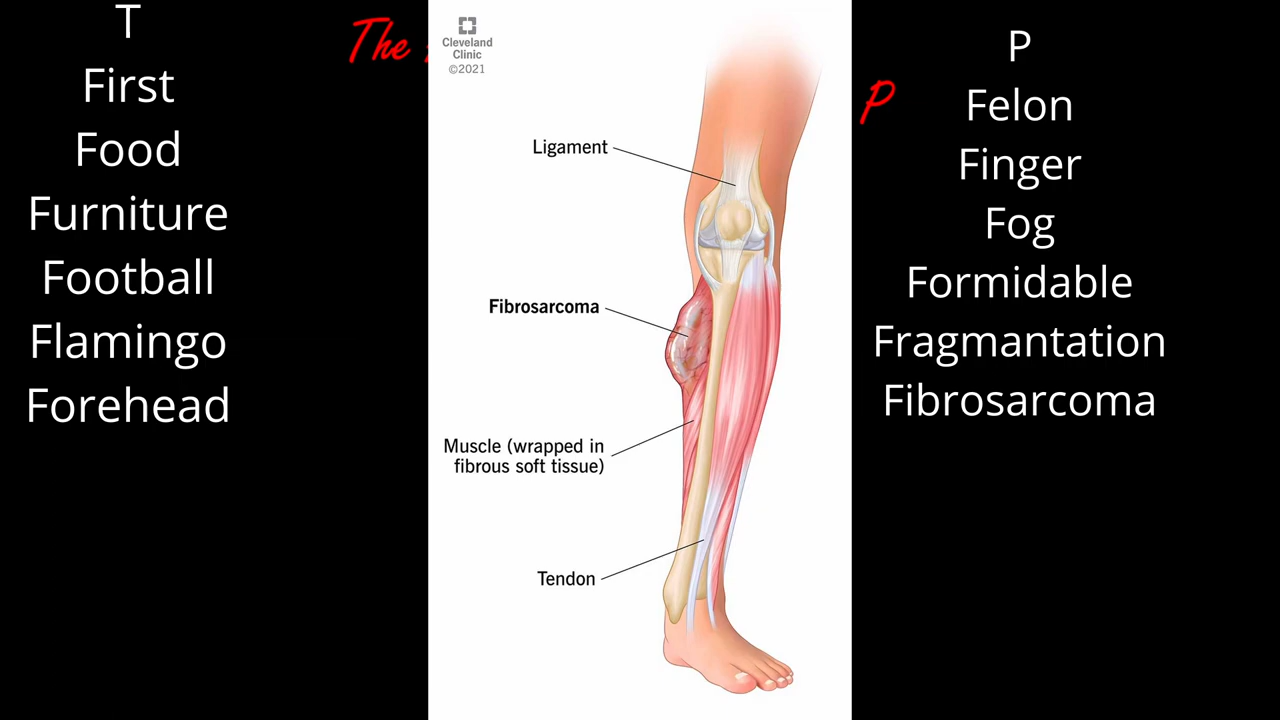 T
First
Food
Furniture
Football
Flamingo
Forehead
The
Cleveland
Clinic
©2021
Ligament
Fibrosarcoma
Muscle (wrapped in
fibrous soft tissue)
Tendon
P
P
Felon
Finger
Fog
Formidable
Fragmantation
Fibrosarcoma